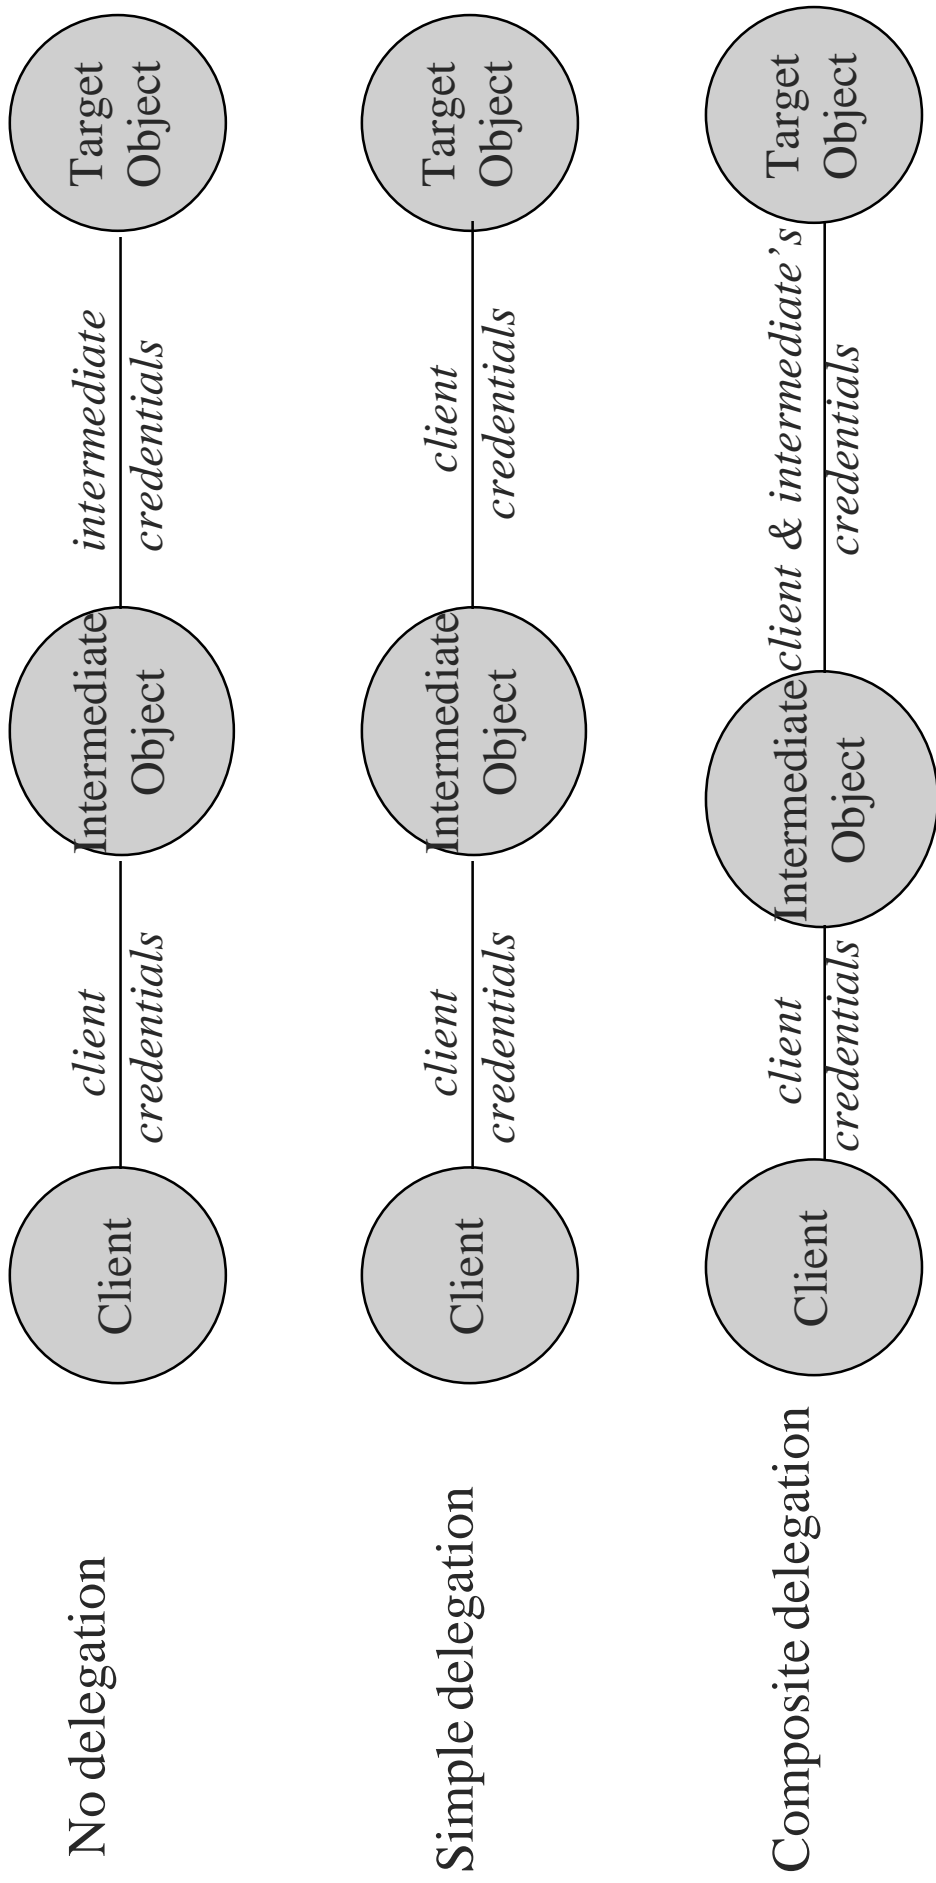 No delegation
Client
client
credentials
Intermediate
Object
intermediate
credentials
Target
Object
Simple delegation
Client
client
credentials
Intermediate
Object
client
credentials
Target
Object
Composite delegation
Client
client
credentials
Intermediate
Object
client & intermediate's
credentials
Target
Object